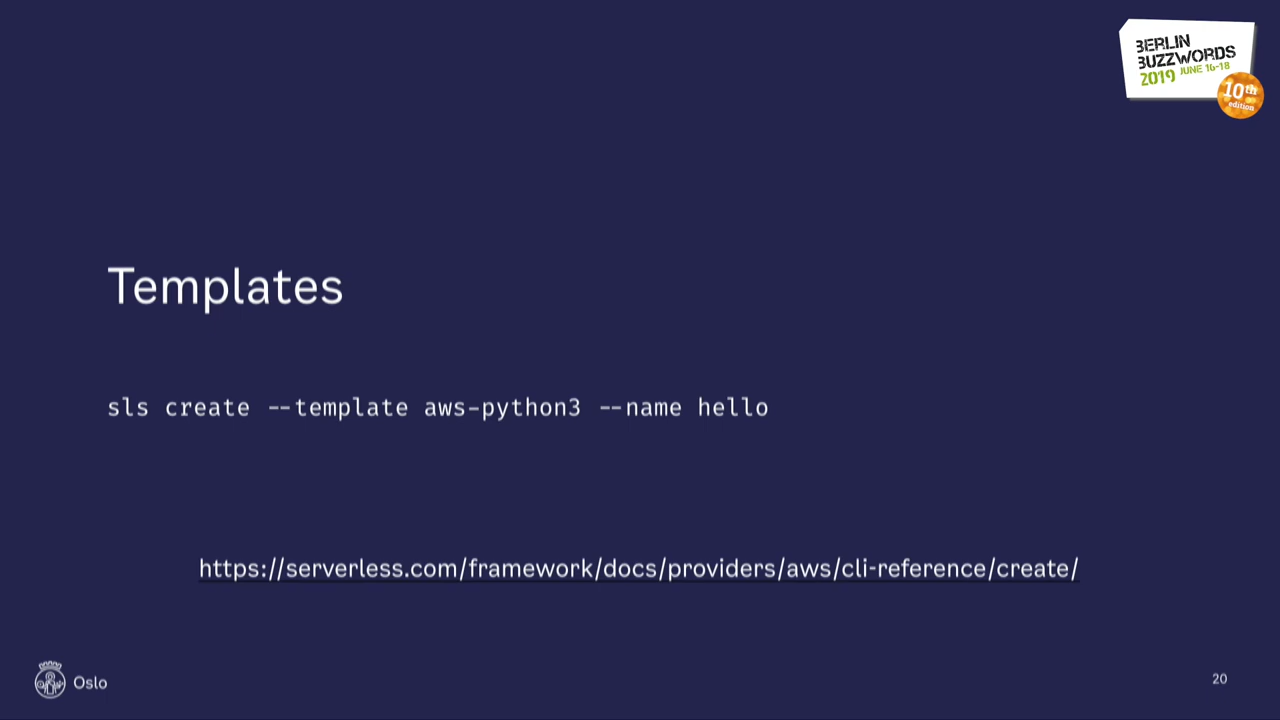 BERLIN
BUZZWORDS
2019 JUNE 16-18
10th
edition
Templates
sls create --template aws-python3 --name hello
https://serverless.com/framework/docs/providers/aws/cli-reference/create/
Oslo
20